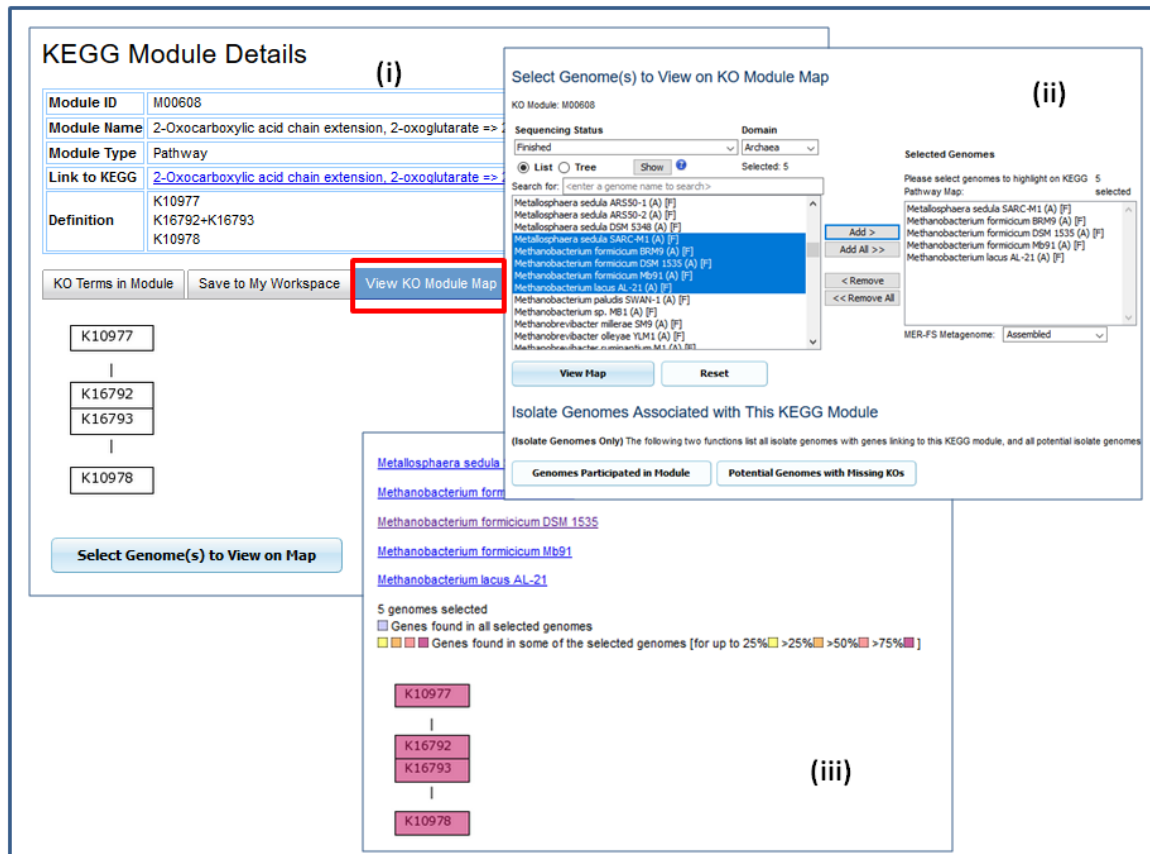 KEGG Module Details
(i)
Module ID M00608
Module Name 2-Oxocarboxylic acid chain extension, 2-oxoglutarate =>
Module Type Pathway
Link to KEGG 2-Oxocarboxylic acid chain extension, 2-oxoglutarate =>
Definition
K10977
K16792+K16793
K10978
KO Terms in Module
Save to My Workspace
View KO Module Map
K10977
K16792
K16793
K10978
Select Genome(s) to View on Map
Select Genome(s) to View on KO Module Map
(ii)
KO Module: M00608
Sequencing Status
Domain
Finished
Archaea
List
Tree
Show
Selected: 5
Search for: <enter a genome name to search>
Metallosphaera sedula ARS50-1 (A) [F]
Metallosphaera sedula ARS50-2 (A) [F]
Metallosphaera sedula DSM 5348 (A) [F]
Metallosphaera sedula SARC-M1 (A) [F]
Methanobacterium formicicum BRM9 (A) [F]
Methanobacterium formicicum DSM 1535 (A) [F]
Methanobacterium formicicum Mb91 (A) [F]
Methanobacterium lacus AL-21 (A) [F]
Methanobacterium paludis SWAN-1 (A) [F]
Methanobacterium sp. MB1 (A) [F]
Methanobrevibacter millerae SM9 (A) [F]
Methanobrevibacter olleyae YLM1 (A) [F]
Methanobrevibacter ruminantium M1 (A) [F]
Add >
Add All >>
< Remove
<< Remove All
Selected Genomes
Please select genomes to highlight on KEGG 5
Pathway Map: selected
Metallosphaera sedula SARC-M1 (A) [F]
Methanobacterium formicicum BRM9 (A) [F]
Methanobacterium formicicum DSM 1535 (A) [F]
Methanobacterium formicicum Mb91 (A) [F]
Methanobacterium lacus AL-21 (A) [F]
MER-FS Metagenome: Assembled
View Map
Reset
Isolate Genomes Associated with This KEGG Module
(Isolate Genomes Only) The following two functions list all isolate genomes with genes linking to this KEGG module, and all potential isolate genomes
Genomes Participated in Module
Potential Genomes with Missing KOs
Metallosphaera sedula
Methanobacterium form
Methanobacterium formicicum DSM 1535
Methanobacterium formicicum Mb91
Methanobacterium lacus AL-21
5 genomes selected
Genes found in all selected genomes
Genes found in some of the selected genomes [for up to 25% >25% >50% >75% ]
K10977
K16792
K16793
K10978
(iii)